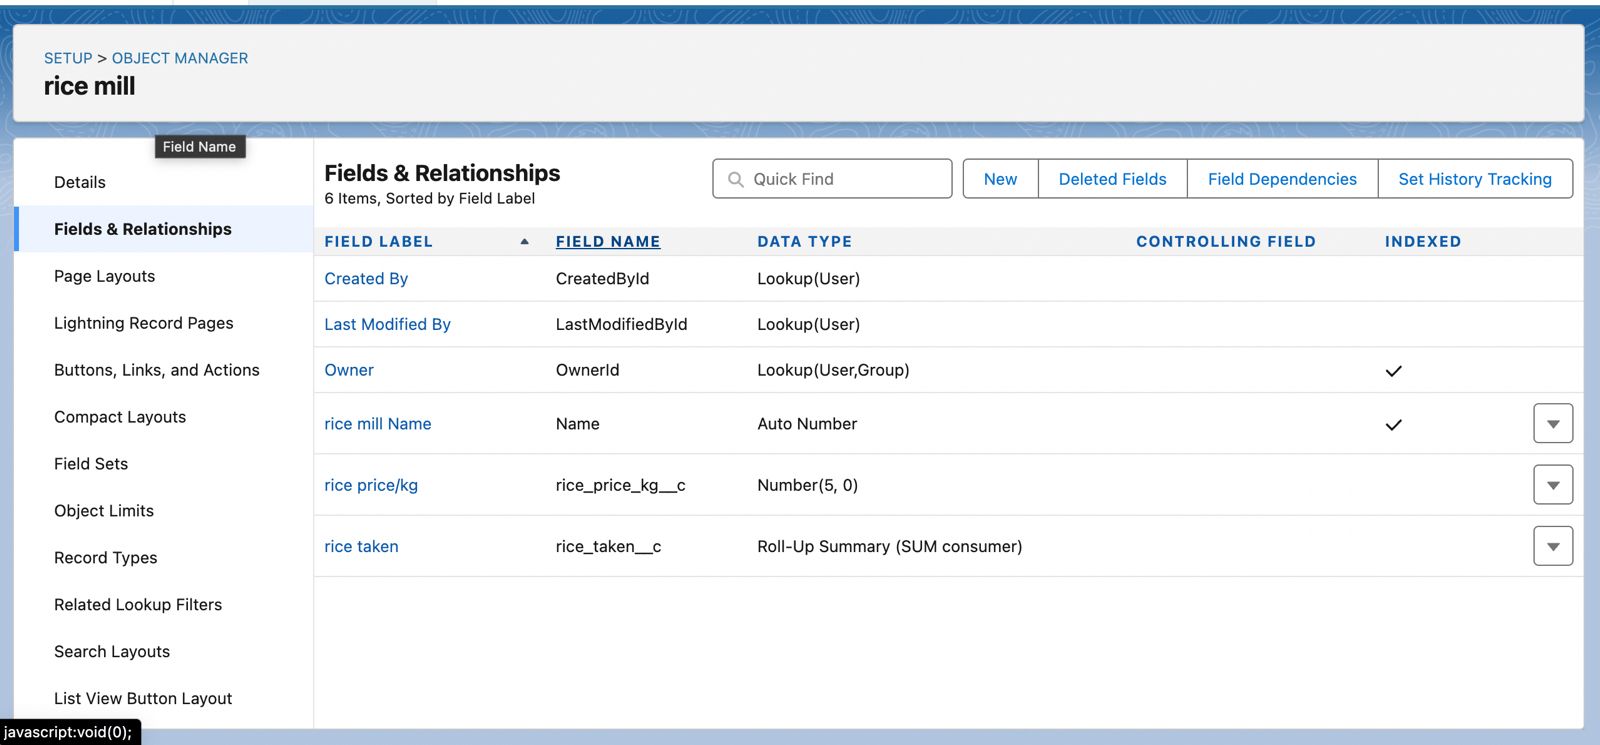 SETUP > OBJECT MANAGER
rice mill
Field Name
Details
Fields & Relationships
Page Layouts
Lightning Record Pages
Buttons, Links, and Actions
Compact Layouts
Field Sets
Object Limits
Record Types
Related Lookup Filters
Search Layouts
List View Button Layout
javascript:void(0);
Fields & Relationships
6 Items, Sorted by Field Label
Quick Find
New Deleted Fields Field Dependencies Set History Tracking
FIELD LABEL FIELD NAME DATA TYPE CONTROLLING FIELD INDEXED
Created By CreatedById Lookup(User)
Last Modified By LastModifiedById Lookup(User)
Owner OwnerId Lookup(User,Group)
rice mill Name Name Auto Number
rice price/kg rice_price_kg__c Number(5, 0)
rice taken rice_taken__c Roll-Up Summary (SUM consumer)